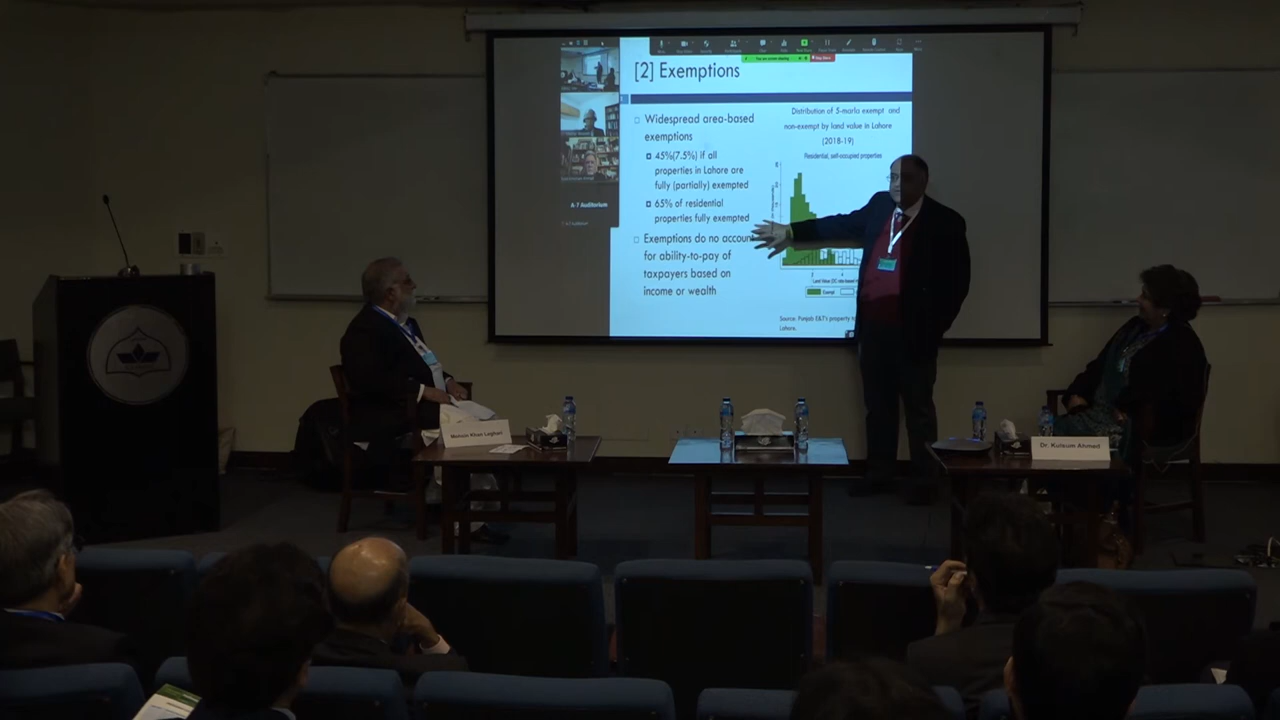 [2] Exemptions
Widespread area-based
exemptions
45%(7.5%) if all
properties in Lahore are
fully (partially) exempted
65% of residential
properties fully exempted
Exemptions do no account
for ability-to-pay of
taxpayers based on
income or wealth
Distribution of 5-marla exempt and
non-exempt by land value in Lahore
(2018-19)
Residential, self-occupied properties
Exempt
Source: Punjab E&T's property
Lahore.
A-7 Auditorium
Mohsin Khan Leghari
Dr. Kulsum Ahmed